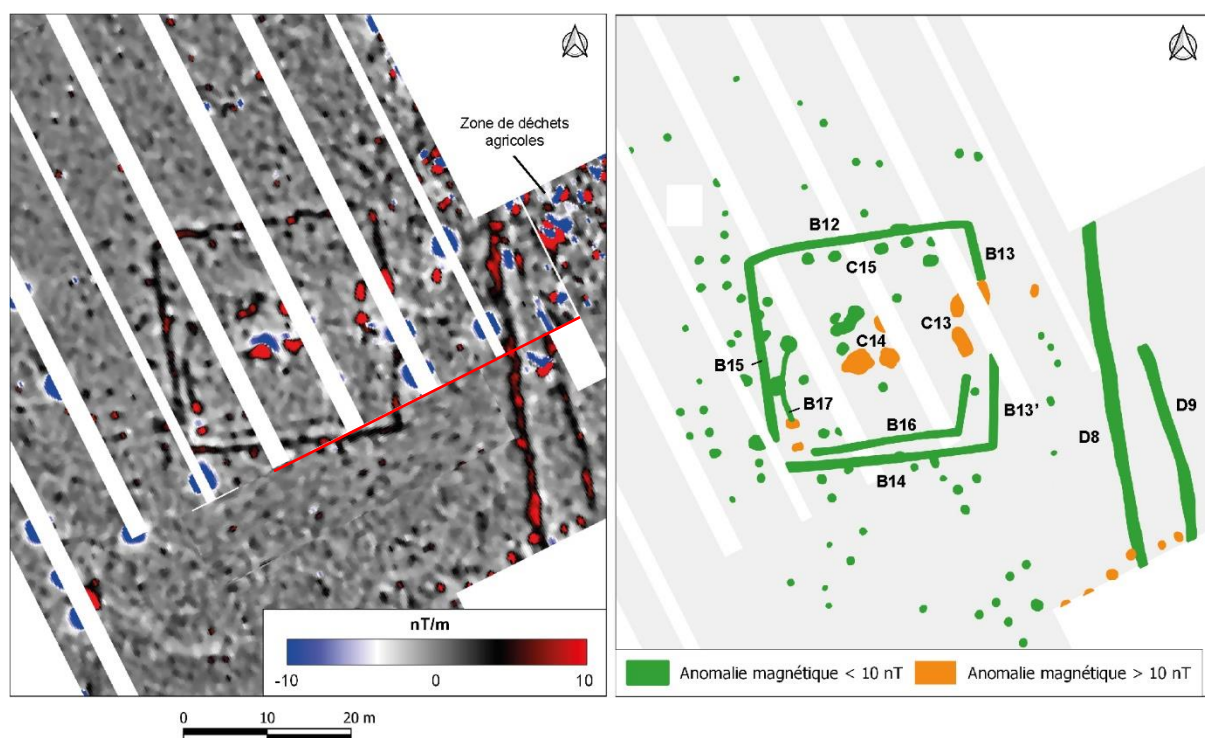 Zone de déchets
agricoles
nT/m
-10
0
10
0
10
20 m
B12
B13
C15
C13
C14
B15
B17
B16
B13'
B14
D8
D9
Anomalie magnétique < 10 nT
Anomalie magnétique > 10 nT